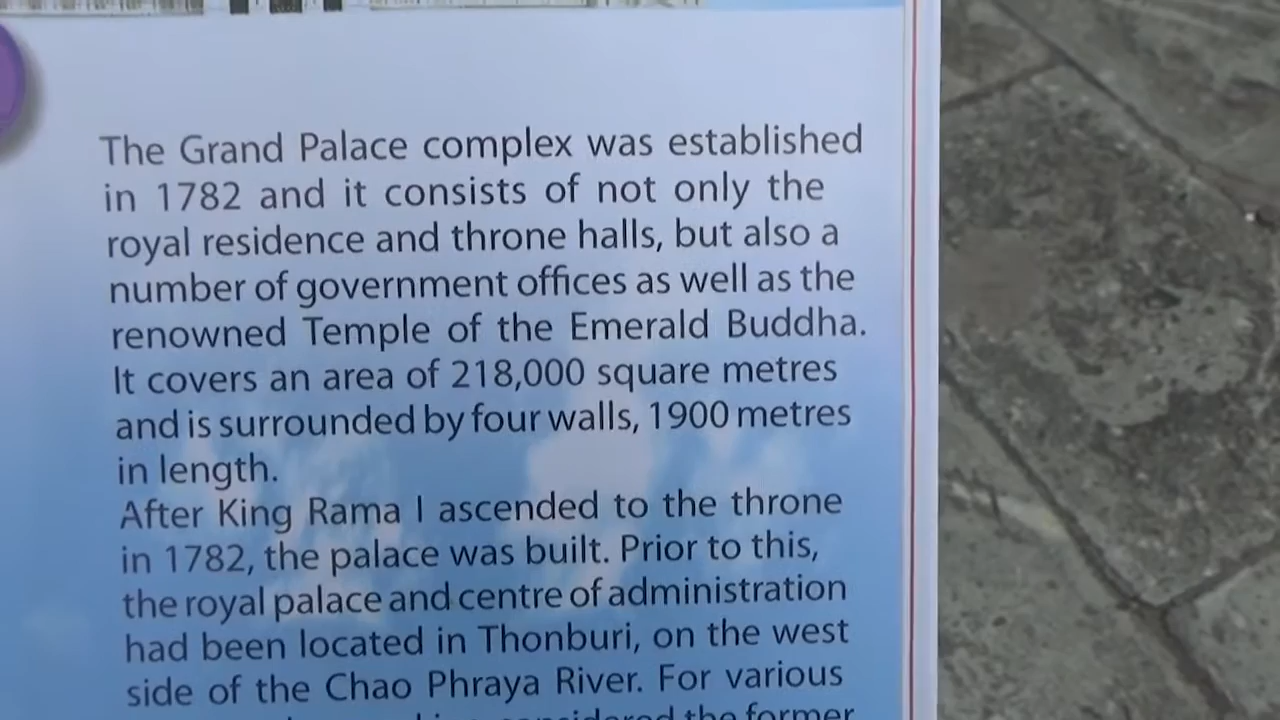 The Grand Palace complex was established
in 1782 and it consists of not only the
royal residence and throne halls, but also a
number of government offices as well as the
renowned Temple of the Emerald Buddha.
It covers an area of 218,000 square metres
and is surrounded by four walls, 1900 metres
in length.
After King Rama I ascended to the throne
in 1782, the palace was built. Prior to this,
the royal palace and centre of administration
had been located in Thonburi, on the west
side of the Chao Phraya River. For various
considered the former